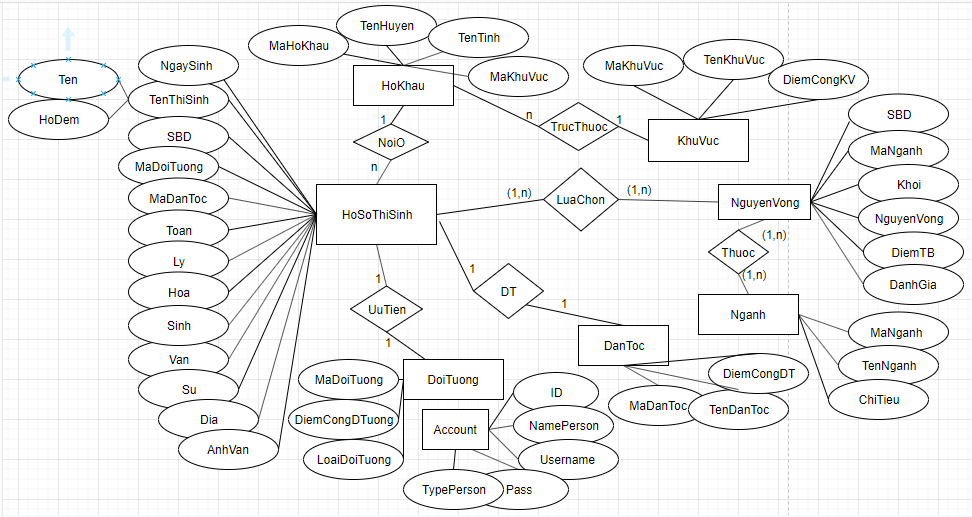 TenHuyen
TenTinh
MaHoKhau
MaKhuVuc
HoKhau
MaKhuVuc
TenKhuVuc
DiemCongKV
Ten
HoDem
NgaySinh
TenThiSinh
SBD
MaDoiTuong
MaDanToc
Toan
Ly
Hoa
Sinh
Van
Su
Dia
AnhVan
1
NoiO
n
n
TrucThuoc
1
KhuVuc
HoSoThiSinh
(1,n)
LuaChon
(1,n)
NguyenVong
SBD
MaNganh
Khoi
NguyenVong
DiemTB
DanhGia
(1,n)
Thuoc
(1,n)
Nganh
MaNganh
TenNganh
ChiTieu
1
UuTien
1
1
DT
1
DanToc
DiemCongDT
MaDanToc
TenDanToc
DoiTuong
MaDoiTuong
DiemCongDTuong
LoaiDoiTuong
Account
ID
NamePerson
Username
TypePerson
Pass